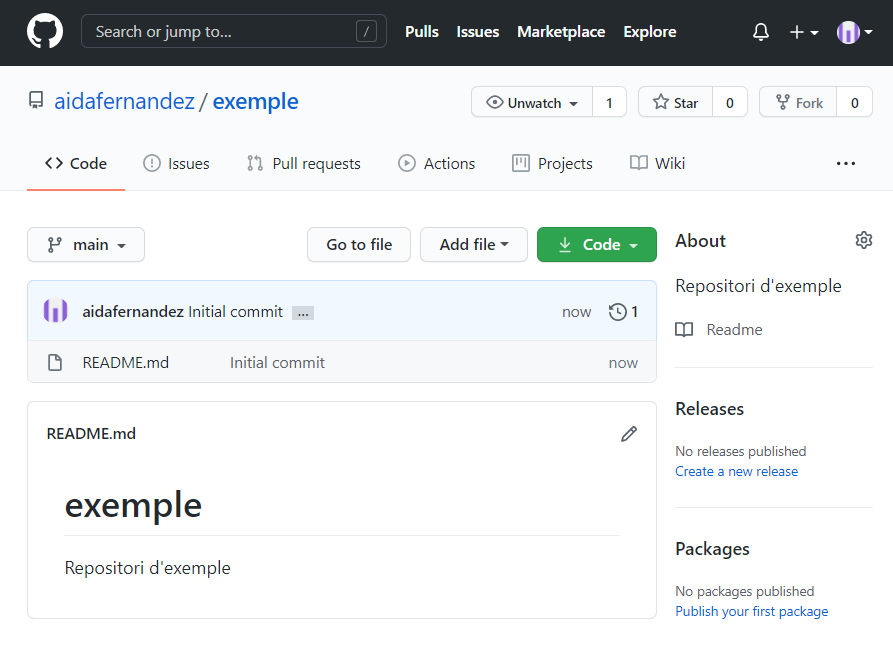 Search or jump to... / Pulls Issues Marketplace Explore
aidafernandez / exemple Unwatch 1 Star 0 Fork 0
Code Issues Pull requests Actions Projects Wiki ...
main Go to file Add file Code
aidafernandez Initial commit ... now 1
README.md Initial commit now
README.md
exemple
Repositori d'exemple
About
Repositori d'exemple
Readme
Releases
No releases published
Create a new release
Packages
No packages published
Publish your first package